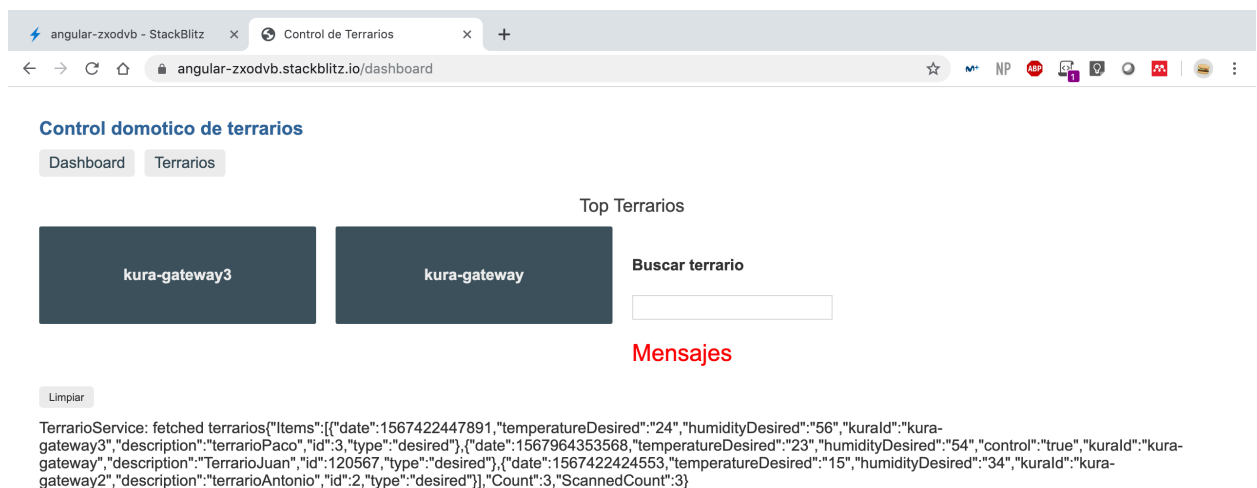 angular-zxodvb - StackBlitz
Control de Terrarios
angular-zxodvb.stackblitz.io/dashboard
NP
ABP
1
Control domotico de terrarios
Dashboard
Terrarios
Top Terrarios
kura-gateway3
kura-gateway
Buscar terrario
Mensajes
Limpiar
TerrarioService: fetched terrarios{"Items":[{"date":1567422447891,"temperatureDesired":"24","humidityDesired":"56","kuraId":"kura-
gateway3","description":"terrarioPaco","id":3,"type":"desired"},{"date":1567964353568,"temperatureDesired":"23","humidityDesired":"54","control":"true","kuraId":"kura-
gateway","description":"TerrarioJuan","id":120567,"type":"desired"},{"date":1567422424553,"temperatureDesired":"15","humidityDesired":"34","kuraId":"kura-
gateway2","description":"terrarioAntonio","id":2,"type":"desired"}],"Count":3,"ScannedCount":3}